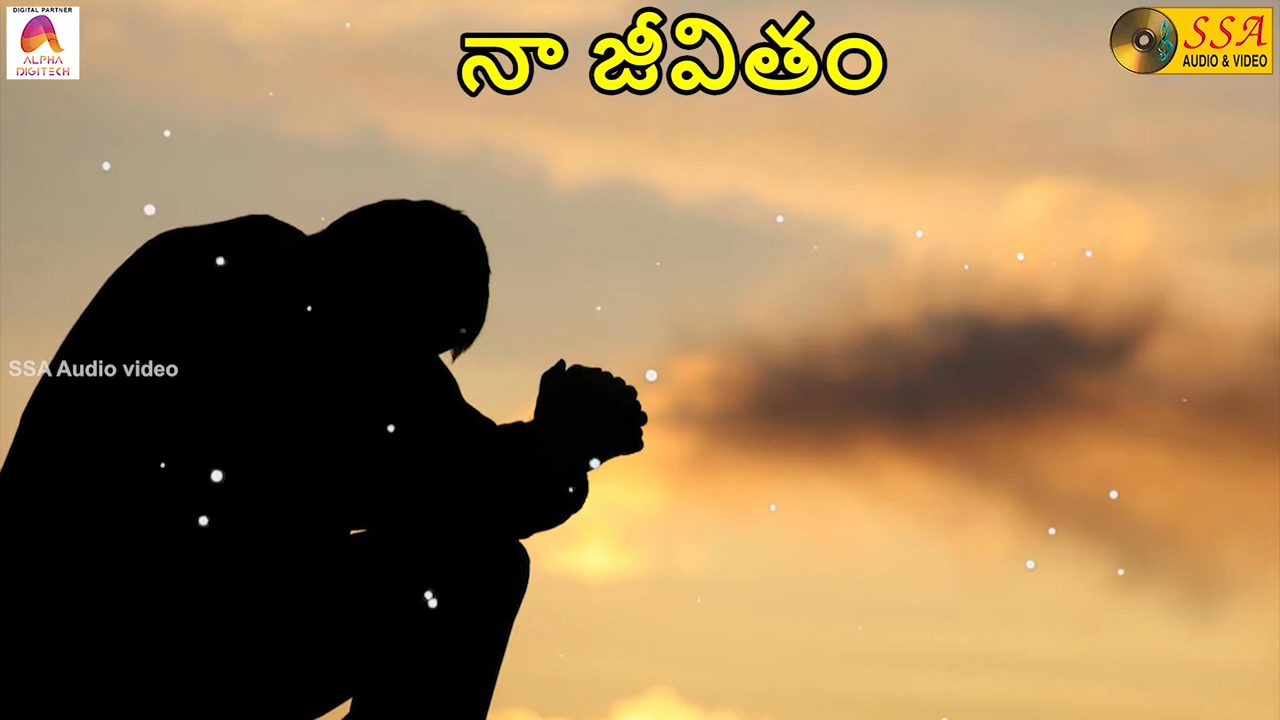 DIGITAL PARTNER
ALPHA
DIGITECH
నా జీవితం
SSA
AUDIO & VIDEO
SSA Audio video